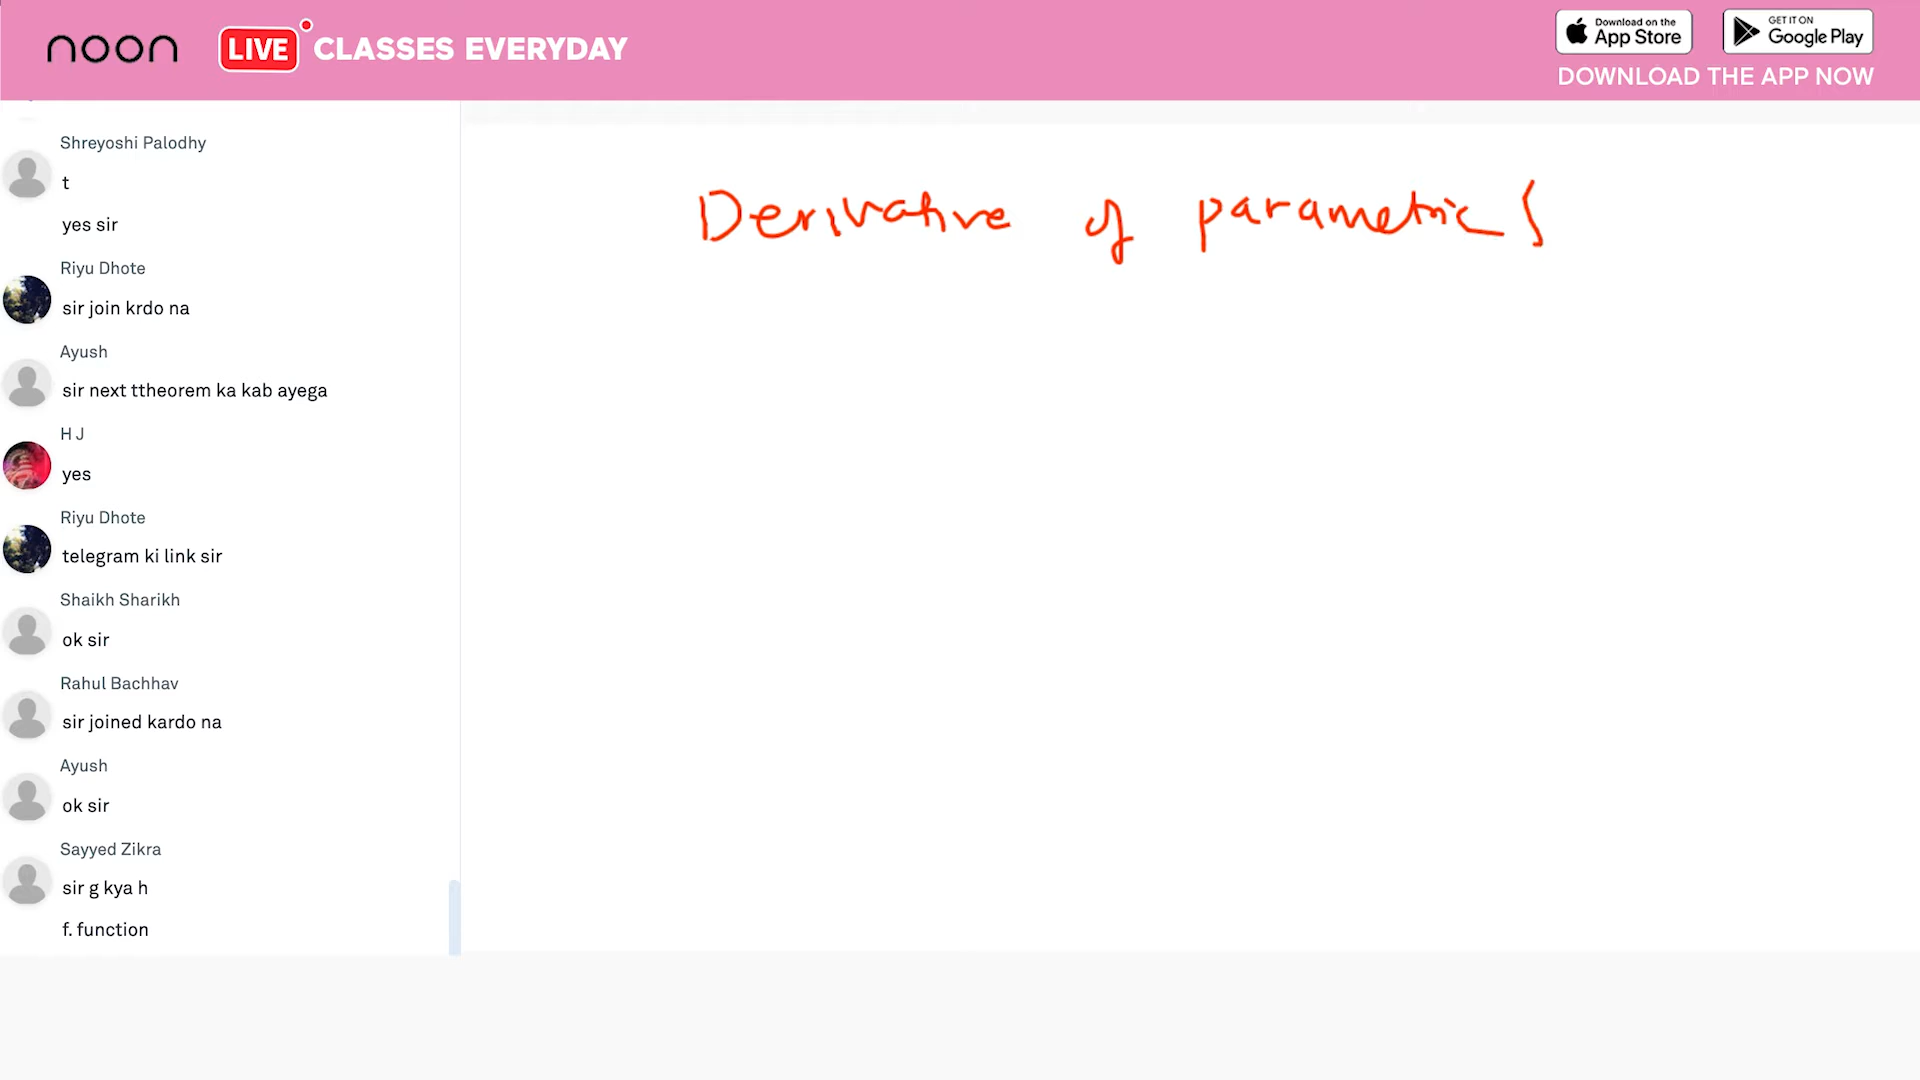 noon LIVE CLASSES EVERYDAY
Download on the App Store
GET IT ON Google Play
DOWNLOAD THE APP NOW
Shreyoshi Palodhy
t
yes sir
Riyu Dhote
sir join krdo na
Ayush
sir next ttheorem ka kab ayega
H J
yes
Riyu Dhote
telegram ki link sir
Shaikh Sharikh
ok sir
Rahul Bachhav
sir joined kardo na
Ayush
ok sir
Sayyed Zikra
sir g kya h
f. function
Derivative of parametric